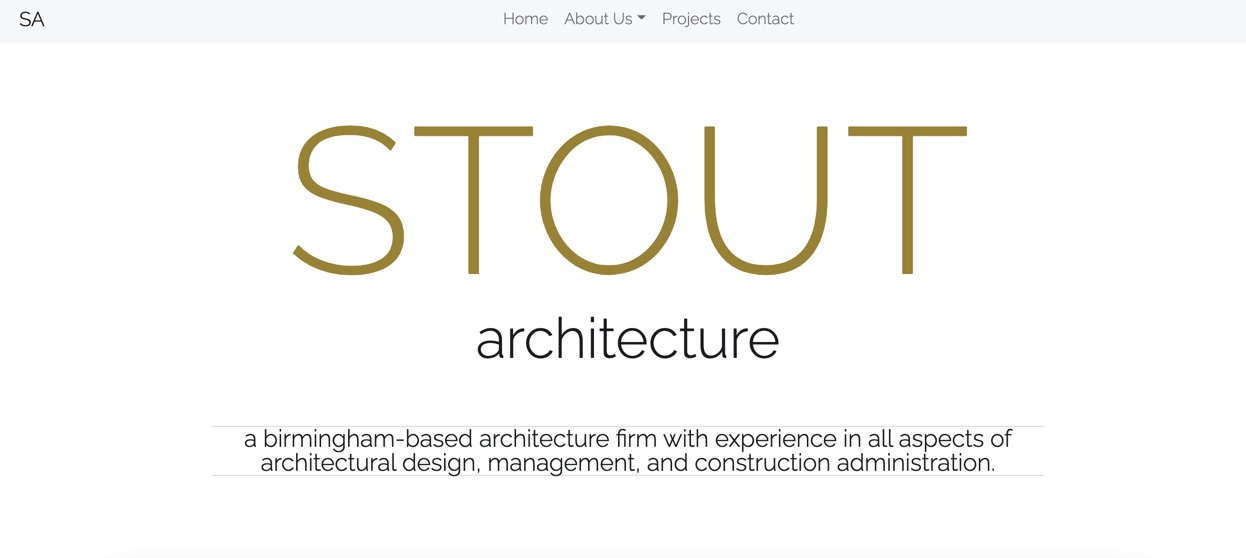 SA Home About Us Projects Contact
STOUT
architecture
a birmingham-based architecture firm with experience in all aspects of
architectural design, management, and construction administration.